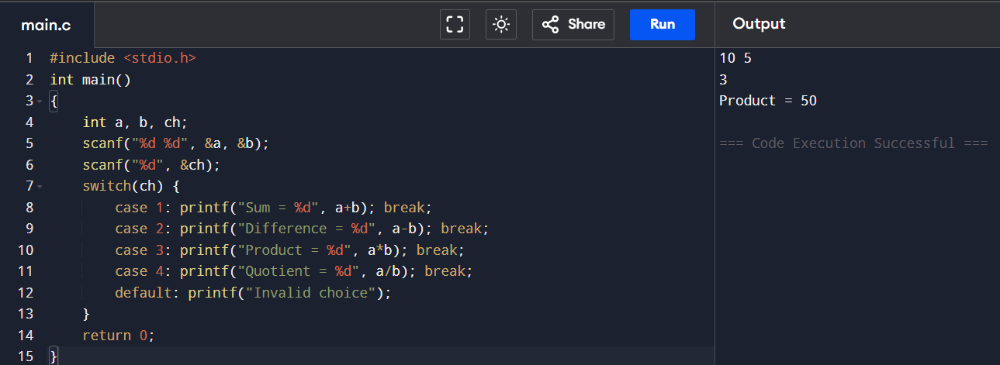 main.c
Share
Run
Output
1 #include <stdio.h>
2 int main()
3 {
4     int a, b, ch;
5     scanf("%d %d", &a, &b);
6     scanf("%d", &ch);
7     switch(ch) {
8         case 1: printf("Sum = %d", a+b); break;
9         case 2: printf("Difference = %d", a-b); break;
10         case 3: printf("Product = %d", a*b); break;
11         case 4: printf("Quotient = %d", a/b); break;
12         default: printf("Invalid choice");
13     }
14     return 0;
15 }
10 5
3
Product = 50
=== Code Execution Successful ===